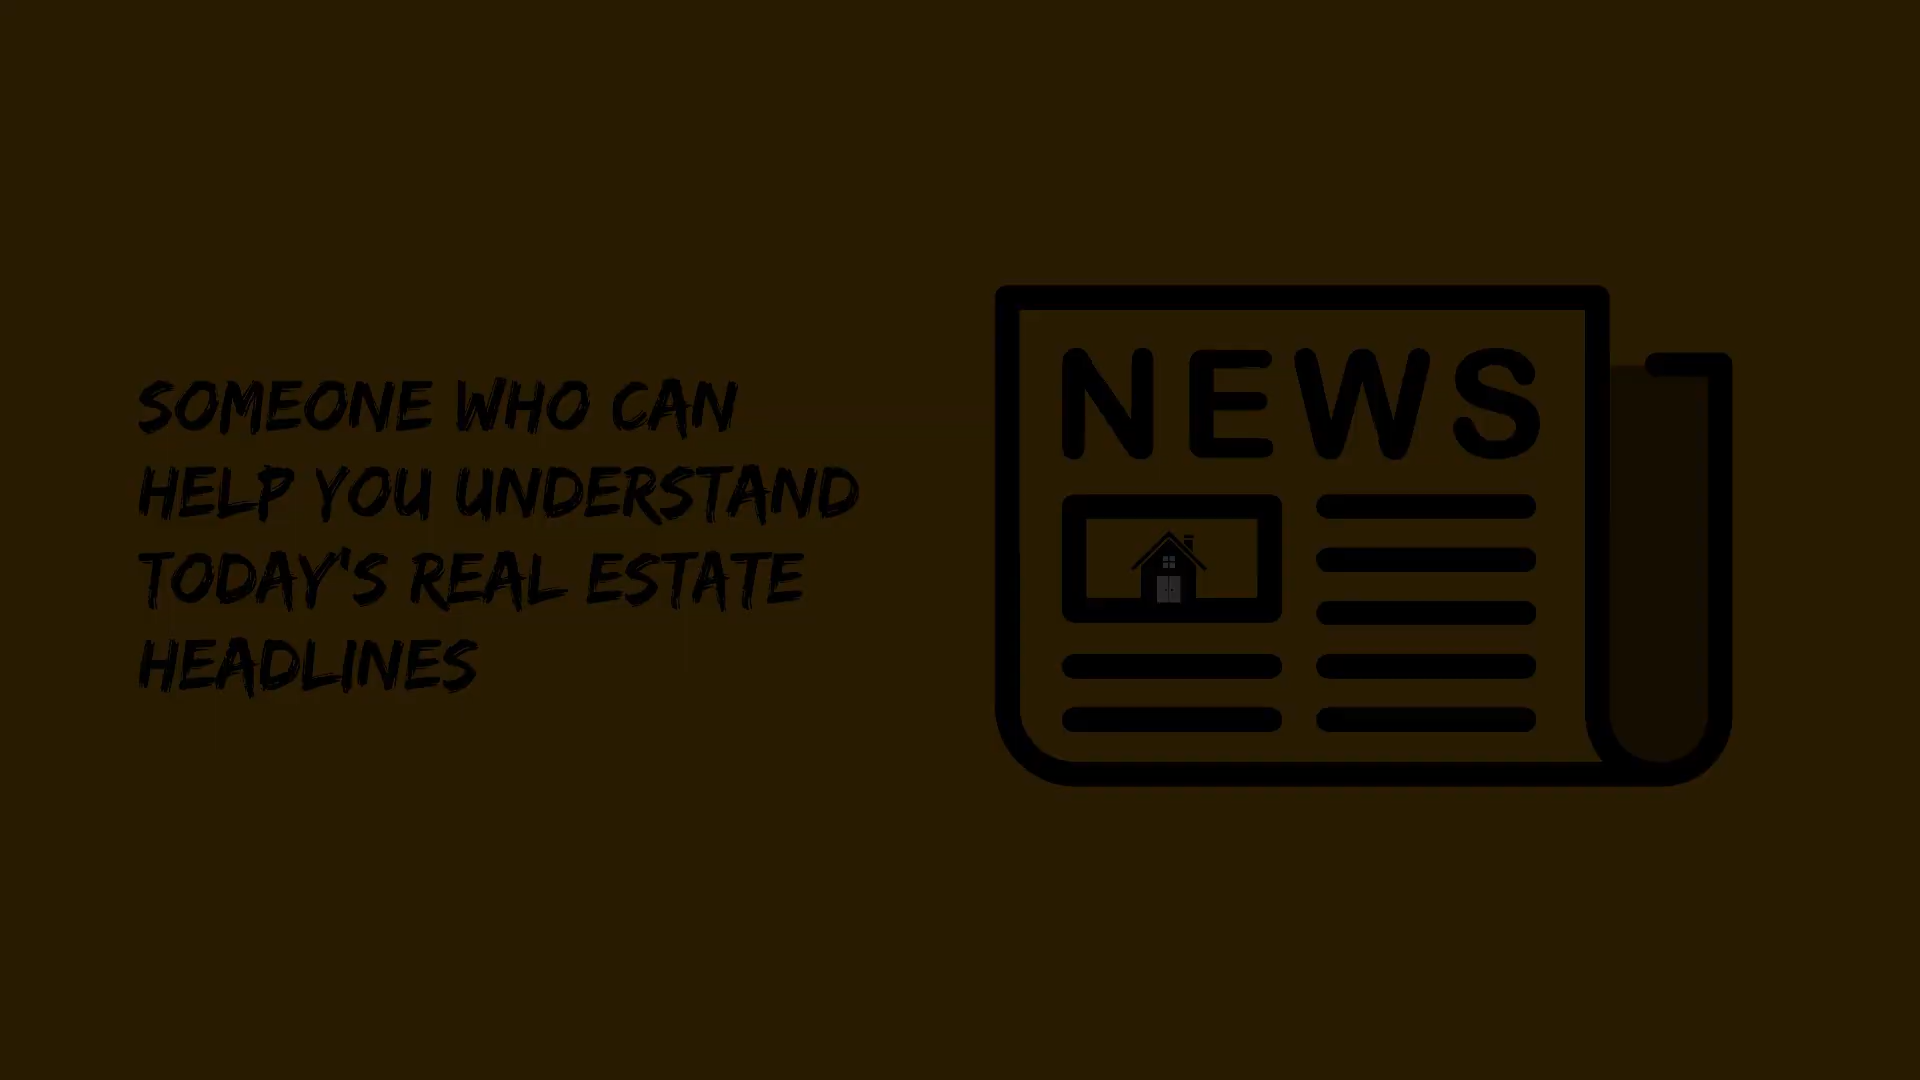 SOMEONE WHO CAN
HELP YOU UNDERSTAND
TODAY'S REAL ESTATE
HEADLINES
NEWS